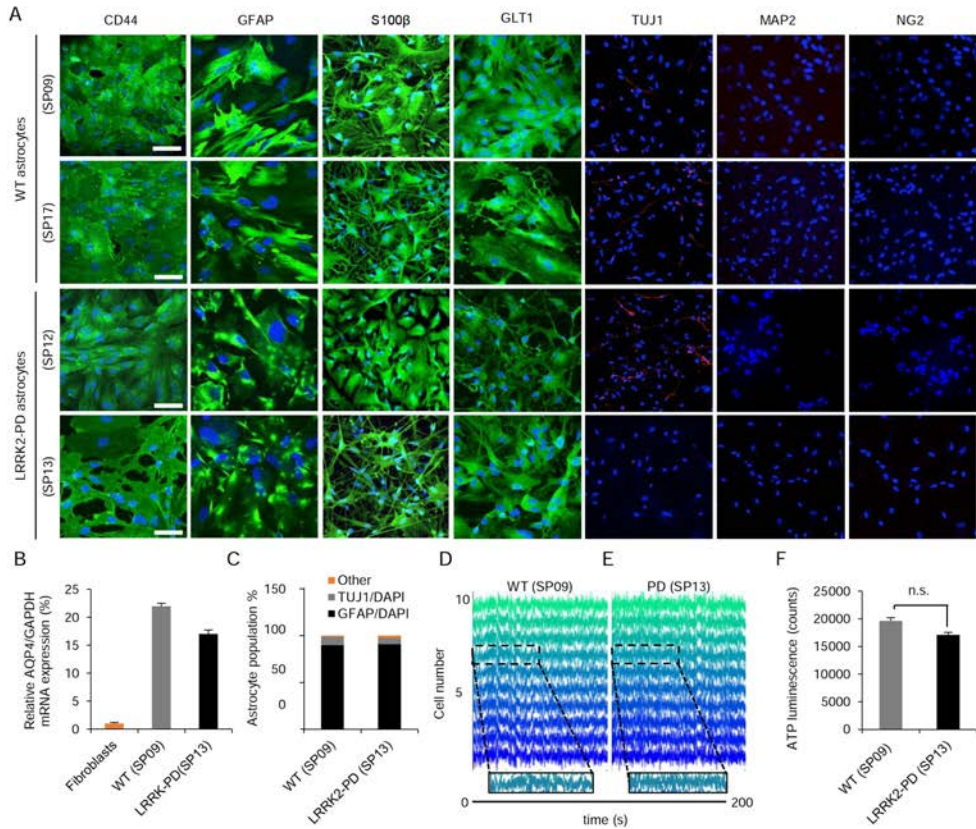 A
CD44 GFAP S100β GLT1 TUJ1 MAP2 NG2
WT astrocytes
(SP09)
(SP17)
LRRK2-PD astrocytes
(SP12)
(SP13)
B
Relative AQP4/GAPDH
mRNA expression (%)
25
20
15
10
5
0
Fibroblasts
WT (SP09)
LRRK-PD(SP13)
C
Other
TUJ1/DAPI
GFAP/DAPI
Astrocyte population %
150
100
50
0
WT (SP09)
LRRK2-PD(SP13)
D E
WT (SP09) PD (SP13)
Cell number
10
5
0 200
time (s)
F
n.s.
ATP luminescence (counts)
25000
20000
15000
10000
5000
0
WT (SP09)
LRRK2-PD (SP13)